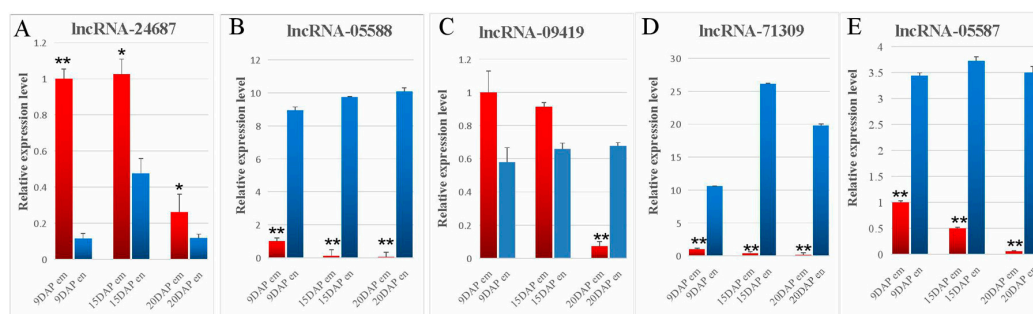 A
lncRNA-24687
Relative expression level
1.2
1
0.8
0.6
0.4
0.2
0
**
*
*
9DAP em
9DAP en
15DAP em
15DAP en
20DAP em
20DAP en
B
lncRNA-05588
Relative expression level
12
10
8
6
4
2
0
**
**
**
9DAP em
9DAP en
15DAP em
15DAP en
20DAP em
20DAP en
C
lncRNA-09419
Relative expression level
1.2
1
0.8
0.6
0.4
0.2
0
**
9DAP em
9DAP en
15DAP em
15DAP en
20DAP em
20DAP en
D
lncRNA-71309
Relative expression level
30
25
20
15
10
5
0
**
**
**
9DAP em
9DAP en
15DAP em
15DAP en
20DAP em
20DAP en
E
lncRNA-05587
Relative expression level
4
3.5
3
2.5
2
1.5
1
0.5
0
**
**
**
9DAP em
9DAP en
15DAP em
15DAP en
20DAP em
20DAP en